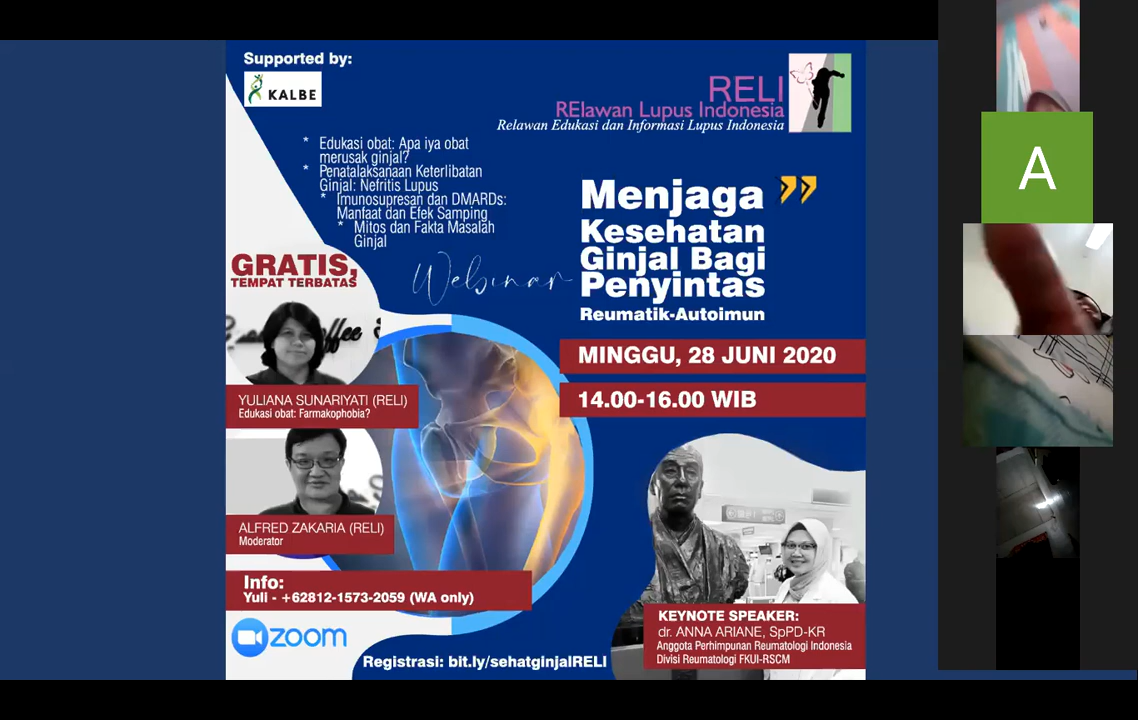 Supported by:
KALBE
RELI
RElawan Lupus Indonesia
Relawan Edukasi dan Informasi Lupus Indonesia
* Edukasi obat: Apa iya obat
merusak ginjal?
* Penatalaksanaan Keterlibatan
Ginjal: Nefritis Lupus
* Imunosupresan dan DMARDs:
Manfaat dan Efek Samping
* Mitos dan Fakta Masalah
Ginjal
Webinar
Menjaga
Kesehatan
Ginjal Bagi
Penyintas
Reumatik-Autoimun
GRATIS,
TEMPAT TERBATAS
MINGGU, 28 JUNI 2020
14.00-16.00 WIB
YULIANA SUNARIYATI (RELI)
Edukasi obat: Farmakophobia?
ALFRED ZAKARIA (RELI)
Moderator
Info:
Yuli - +62812-1573-2059 (WA only)
zoom
Registrasi: bit.ly/sehatginjalRELI
KEYNOTE SPEAKER:
dr. ANNA ARIANE, SpPD-KR
Anggota Perhimpunan Reumatologi Indonesia
Divisi Reumatologi FKUI-RSCM
A